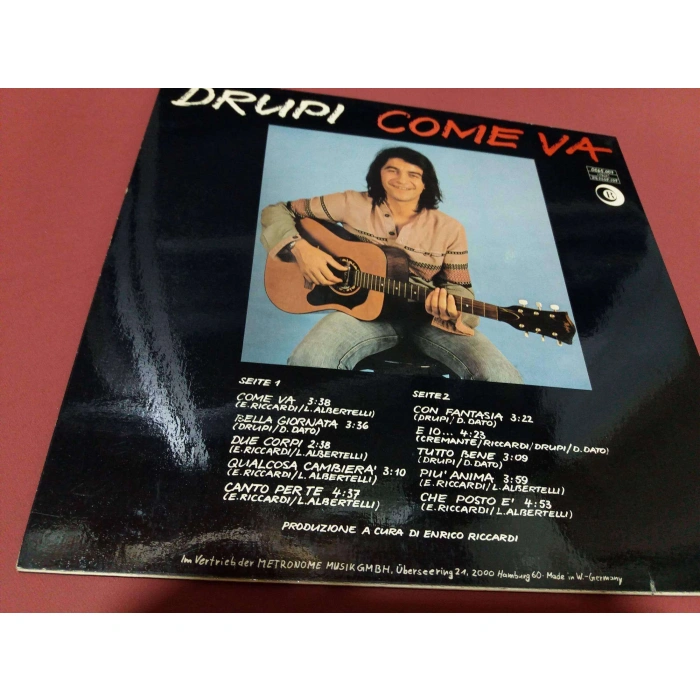 DRUPI COME VA
R
SEITE 1
COME VA 3:38
(E.RICCARDI/L.ALBERTELLI)
BELLA GIORNATA 3:36
(DRUPI/D.DATO)
DUE CORPI 2:38
(E.RICCARDI/L.ALBERTELLI)
QUALCOSA CAMBIERA' 3:10
(E.RICCARDI/L.ALBERTELLI)
CANTO PER TE 4:37
(E.RICCARDI/L.ALBERTELLI)
SEITE 2
CON FANTASIA 3:22
(DRUPI/D.DATO)
E IO... 4:23
(CREMANTE/RICCARDI/DRUPI/D.DATO)
TUTTO BENE 3:09
(DRUPI/D.DATO)
PIU' ANIMA 3:59
(E.RICCARDI/L.ALBERTELLI)
CHE POSTO E' 4:53
(E.RICCARDI/L.ALBERTELLI)
PRODUZIONE A CURA DI ENRICO RICCARDI
Im Vertrieb der METRONOME MUSIK GMBH, Überseering 21, 2000 Hamburg 60 · Made in W.-Germany